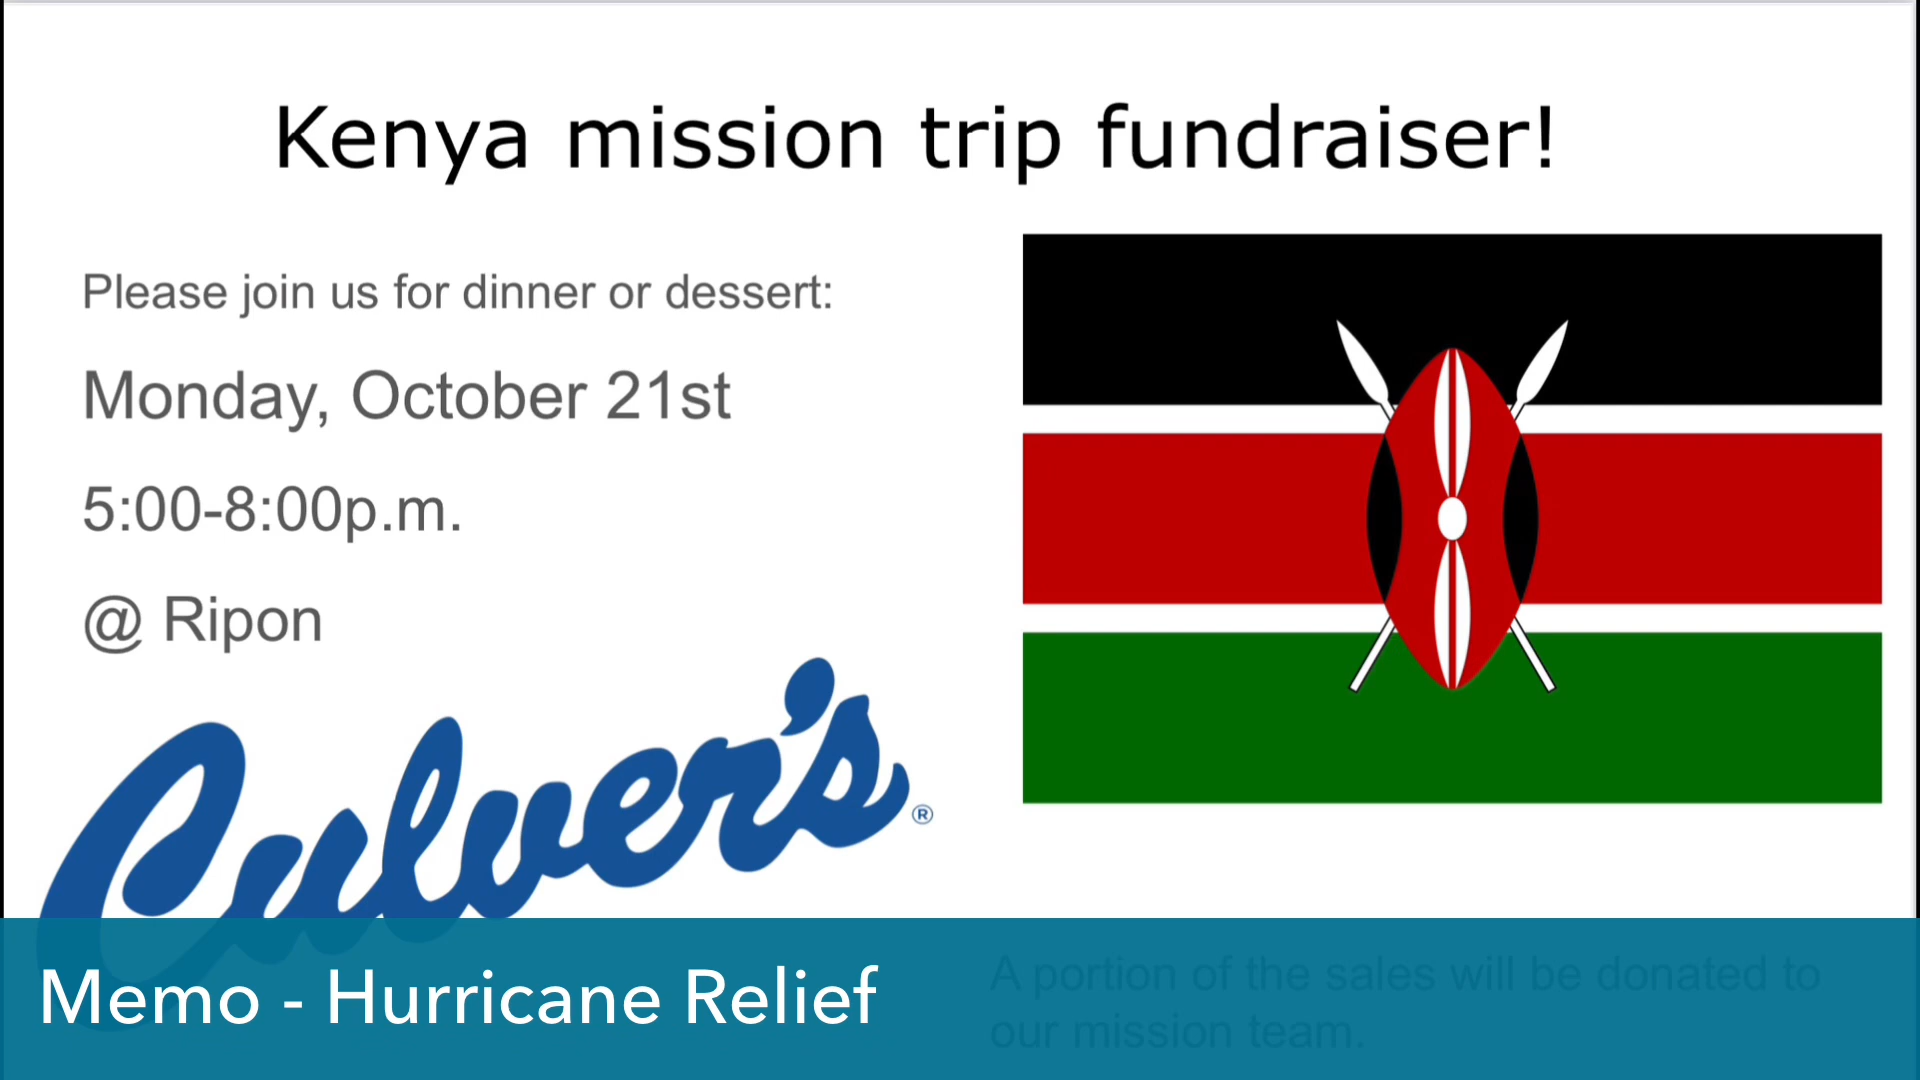 Kenya mission trip fundraiser!
Please join us for dinner or dessert:
Monday, October 21st
5:00-8:00p.m.
@ Ripon
Culver's®
A portion of the sales will be donated to
our mission team.
Memo - Hurricane Relief